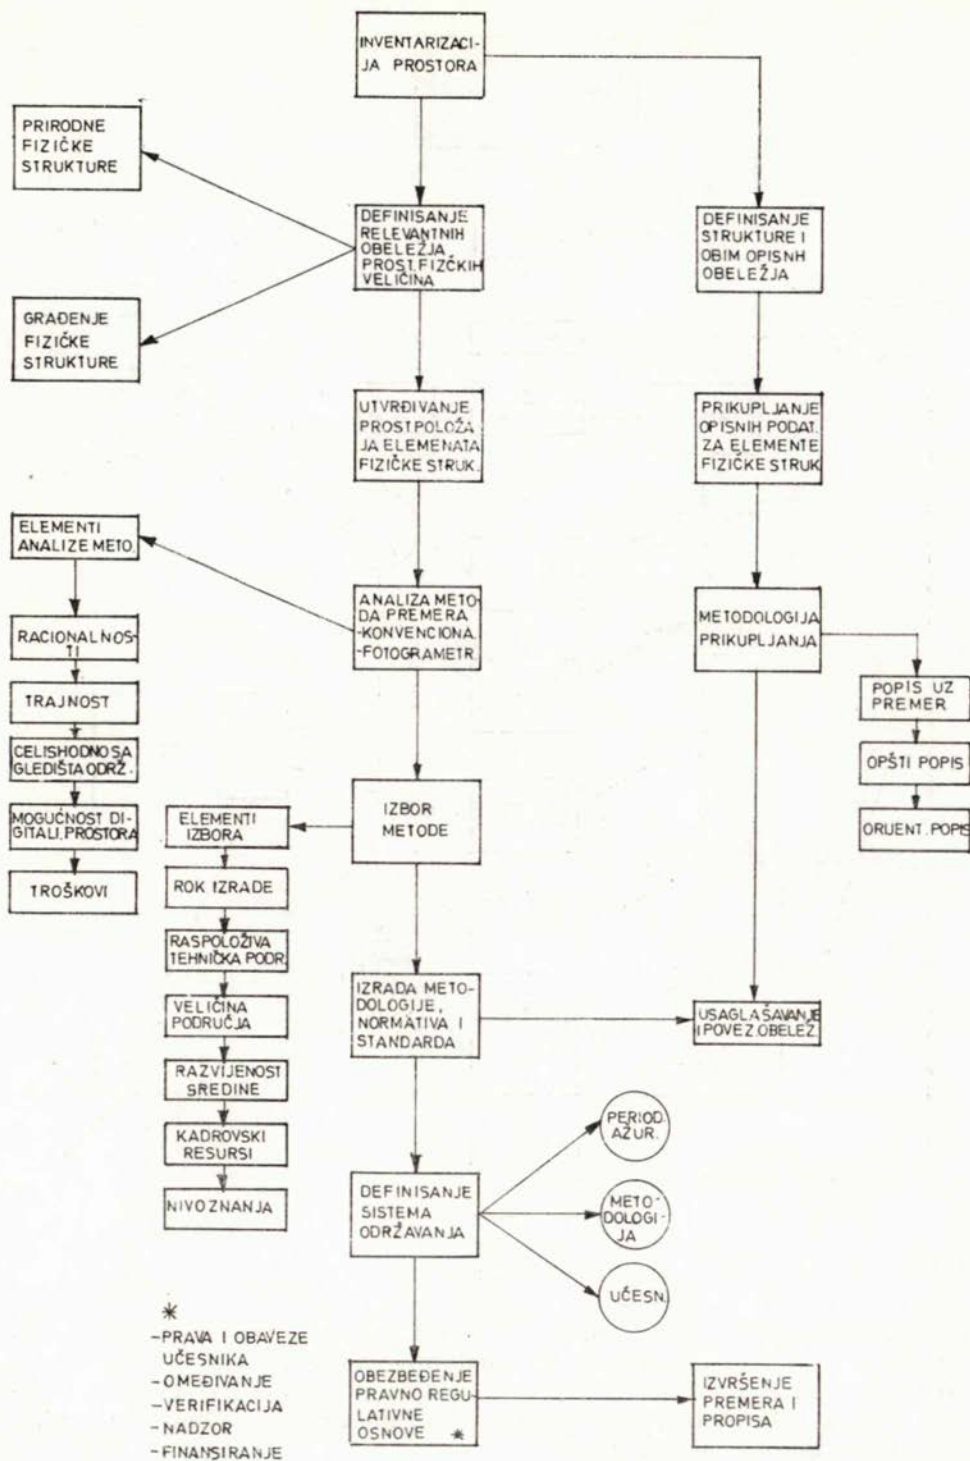 INVENTARIZACI-
JA PROSTORA
PRIRODNE
FIZIČKE
STRUKTURE
DEFINISANJE
RELEVANTNIH
OBELEŽJA
PROST. FIZČKIH
VELIČINA
DEFINISANJE
STRUKTURE I
OBIM OPISNH
OBELEŽJA
GRAĐENJE
FIZIČKE
STRUKTURE
UTVRĐIVANJE
PROSTPOLOŽA
JA ELEMENATA
FIZIČKE STRUK.
PRIKUPLJANJE
OPISNIH PODAT.
ZA ELEMENTE
FIZIČKE STRUK.
ELEMENTI
ANALIZE METO.
ANALIZA METO-
DA PREMERA
-KONVENCIONA.
-FOTOGRAMETR.
METODOLOGIJA
PRIKUPLJANJA
RACIONALNOS-
TI
TRAJNOST
CELISHODNO SA
GLEDIŠTA ODRŽ.
MOGUĆNOST DI-
GITALI. PROSTORA
TROŠKOVI
POPIS UZ
PREMER
OPŠTI POPIS
ORIJENT. POPIS
IZBOR
METODE
ELEMENTI
IZBORA
ROK IZRADE
RASPOLOŽIVA
TEHNIČKA PODR.
VELIČINA
PODRUČJA
RAZVIJENOST
SREDINE
KADROVSKI
RESURSI
NIVO ZNANJA
IZRADA METO-
DOLOGIJE,
NORMATIVA I
STANDARDA
USAGLAŠAVANJE
I POVEZ. OBELEŽ.
DEFINISANJE
SISTEMA
ODRŽAVANJA
PERIOD.
AŽUR.
METO-
DOLOGI-
JA
UČESN.
*
-PRAVA I OBAVEZE
UČESNIKA
-OMEĐIVANJE
-VERIFIKACIJA
-NADZOR
-FINANSIRANJE
OBEZBEĐENJE
PRAVNO REGU-
LATIVNE
OSNOVE *
IZVRŠENJE
PREMERA I
PROPISA